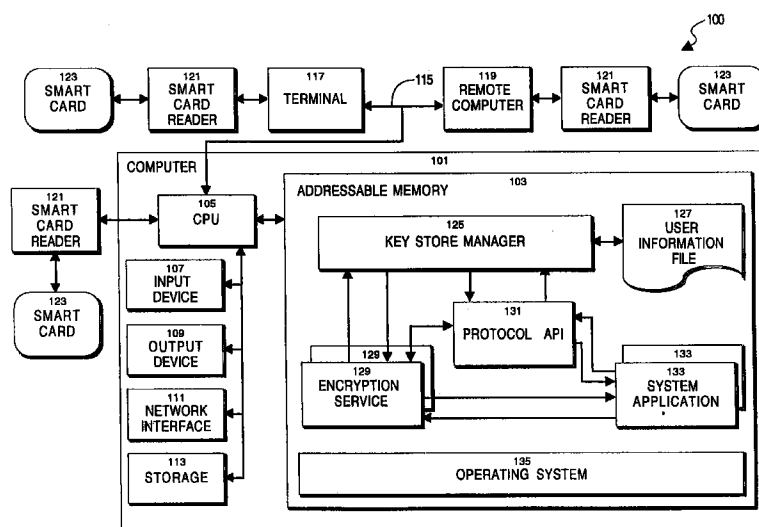 100
123
SMART
CARD
121
SMART
CARD
READER
117
TERMINAL
115
119
REMOTE
COMPUTER
121
SMART
CARD
READER
123
SMART
CARD
COMPUTER
101
121
SMART
CARD
READER
123
SMART
CARD
105
CPU
107
INPUT
DEVICE
109
OUTPUT
DEVICE
111
NETWORK
INTERFACE
113
STORAGE
ADDRESSABLE MEMORY
103
125
KEY STORE MANAGER
127
USER
INFORMATION
FILE
131
PROTOCOL API
129
129
ENCRYPTION
SERVICE
133
133
SYSTEM
APPLICATION
135
OPERATING SYSTEM